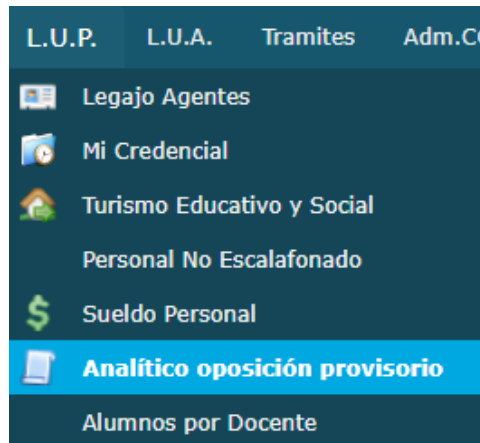 L.U.P. L.U.A. Tramites
Legajo Agentes
Mi Credencial
Turismo Educativo y Social
Personal No Escalafonado
Sueldo Personal
Analítico oposición provisorio
Alumnos por Docente